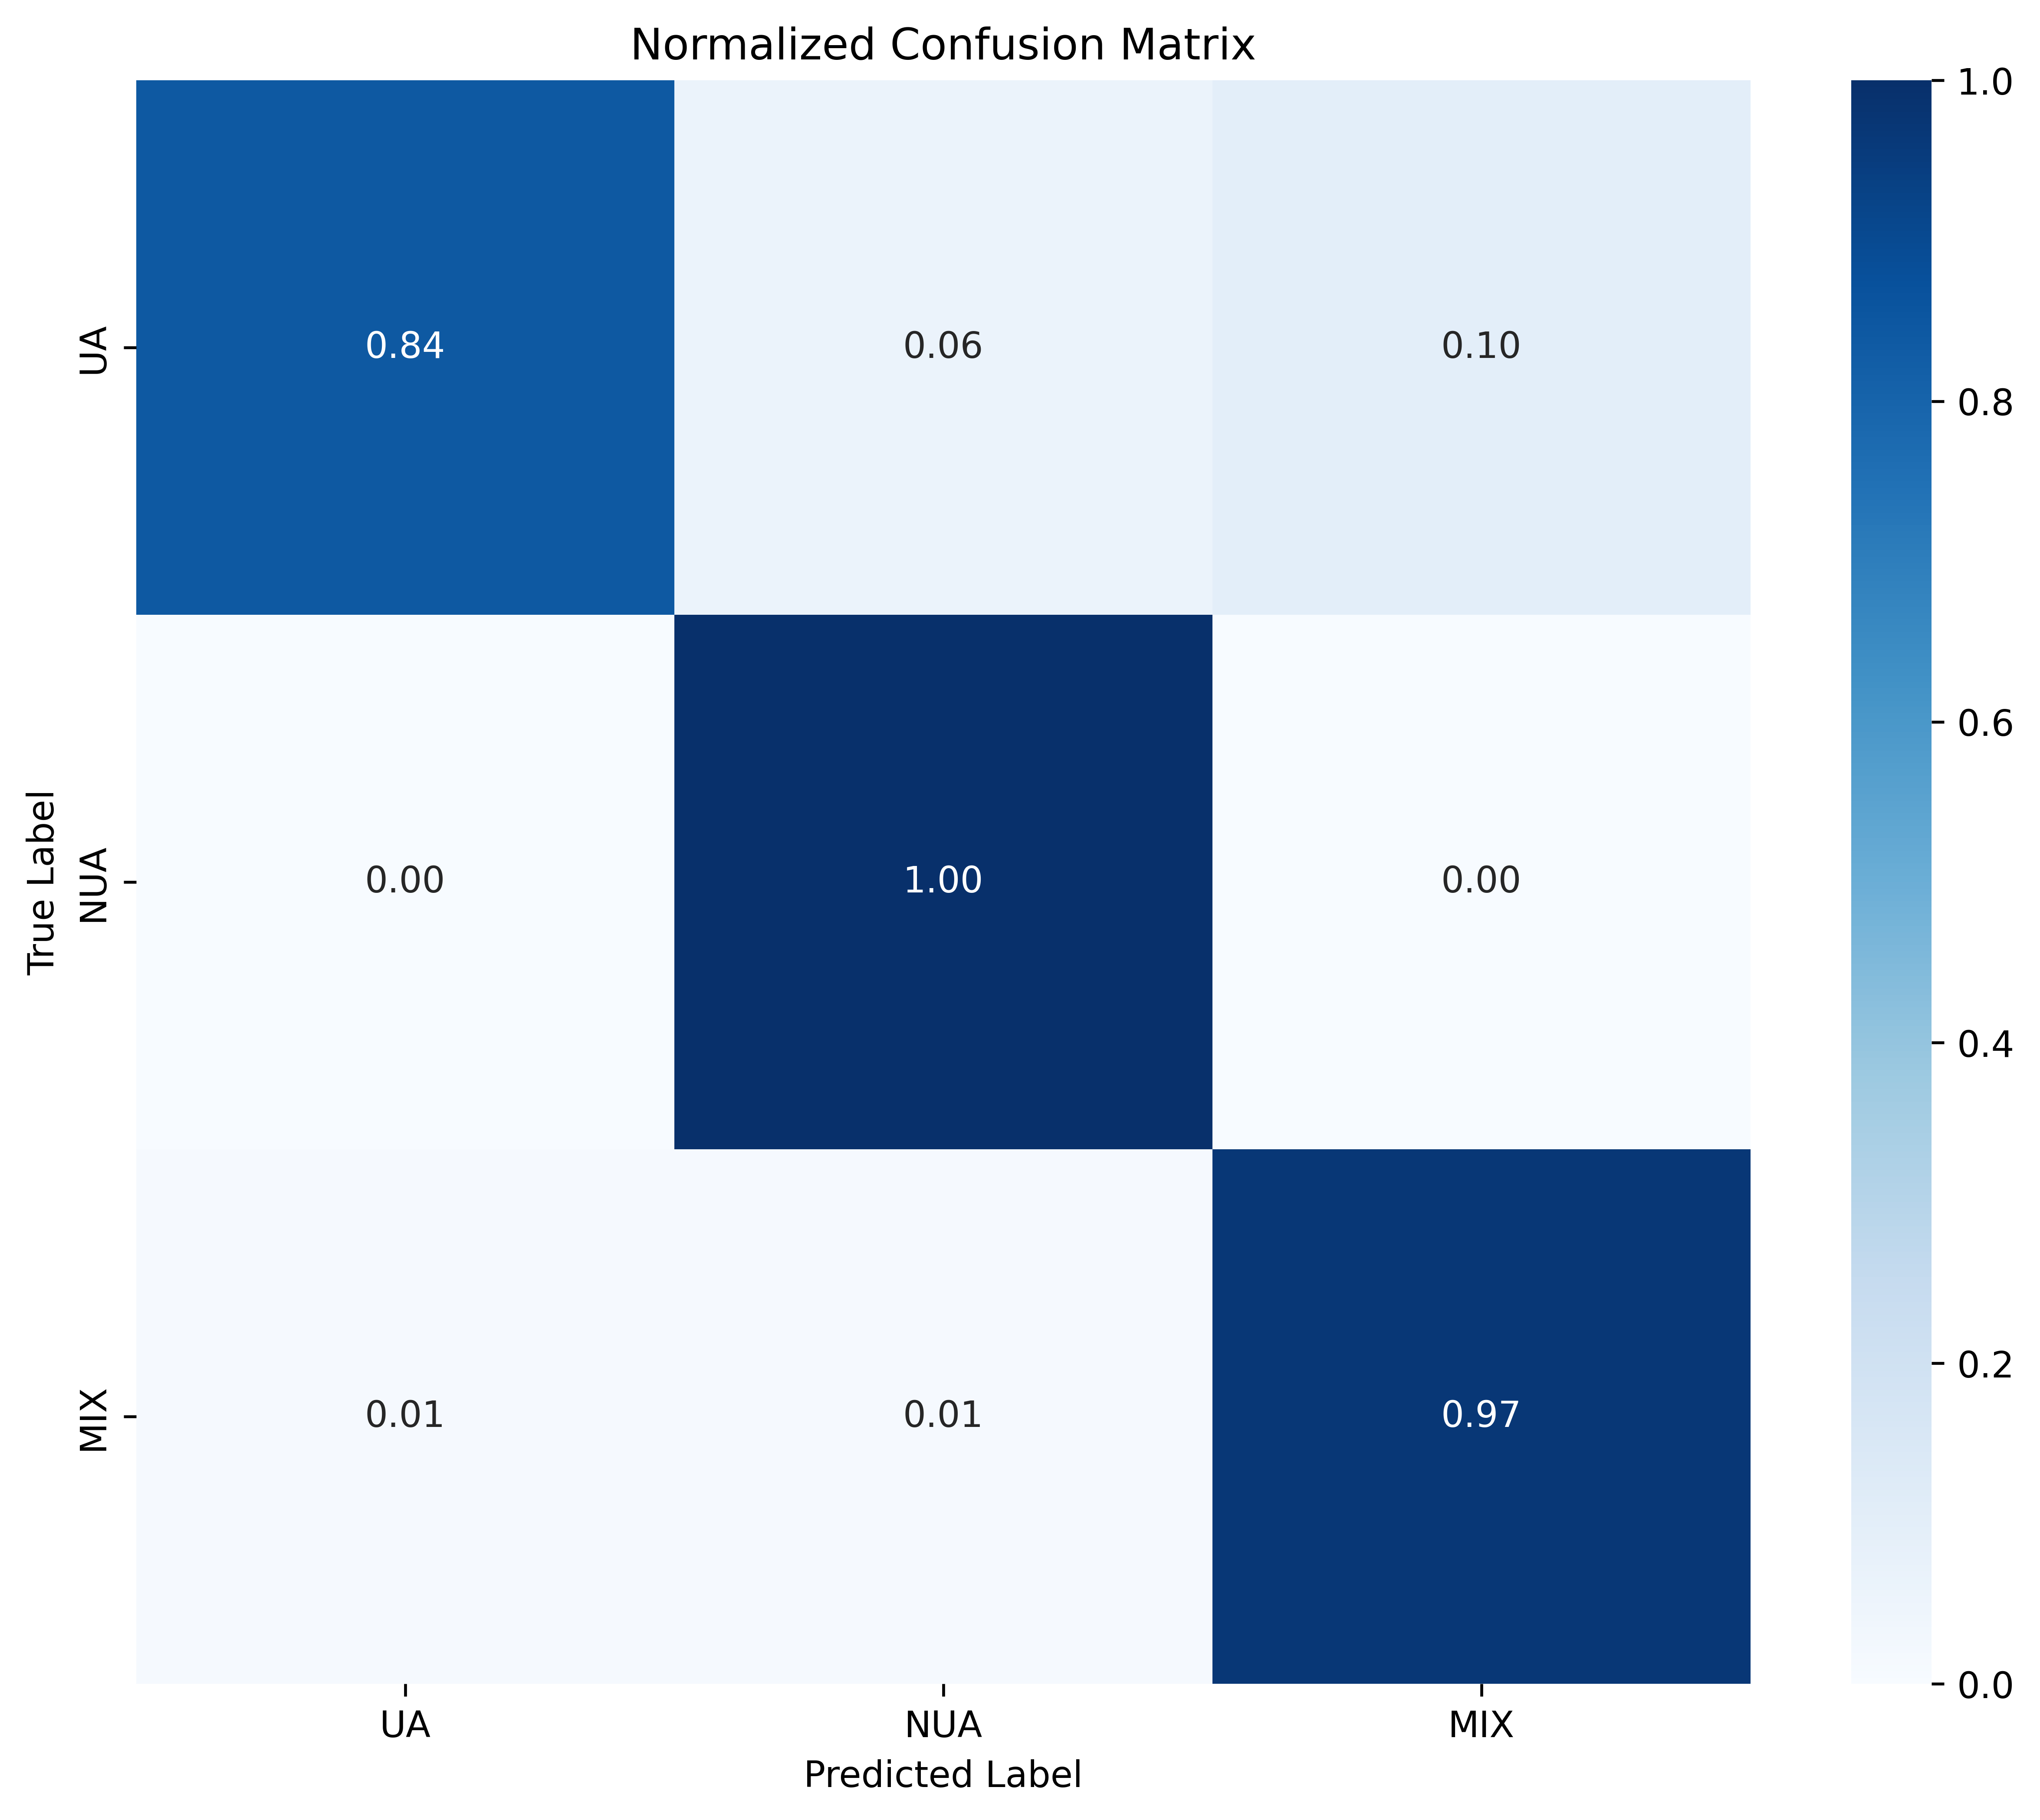 Normalized Confusion Matrix
True Label
UA
0.84 0.06 0.10
NUA
0.00 1.00 0.00
MIX
0.01 0.01 0.97
UA NUA MIX
Predicted Label
1.0
0.8
0.6
0.4
0.2
0.0